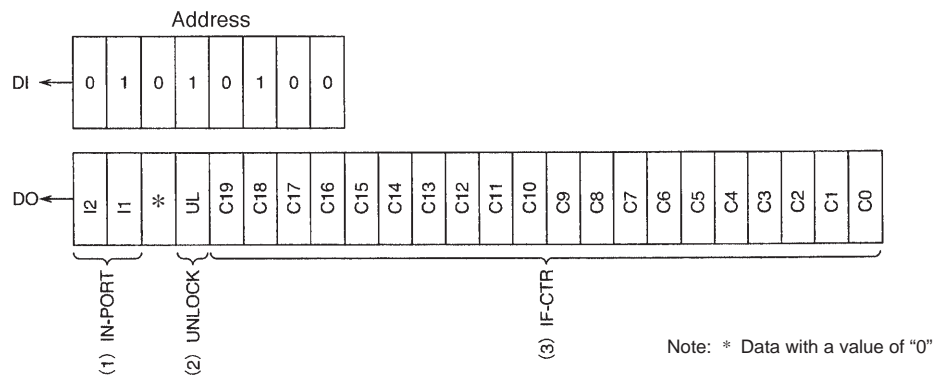 Address
DI 0 1 0 1 0 1 0 0
DO I2 I1 * UL C19 C18 C17 C16 C15 C14 C13 C12 C11 C10 C9 C8 C7 C6 C5 C4 C3 C2 C1 C0
(1) IN-PORT
(2) UNLOCK
(3) IF-CTR
Note: * Data with a value of “0”